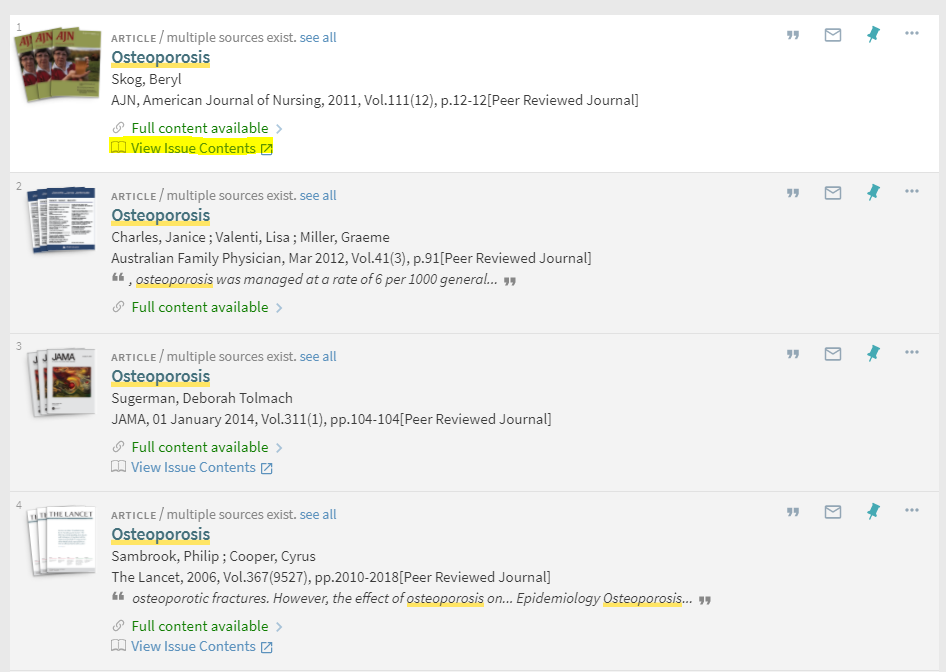 1
AJN AJN AJN
ARTICLE / multiple sources exist. see all
Osteoporosis
Skog, Beryl
AJN, American Journal of Nursing, 2011, Vol.111(12), p.12-12[Peer Reviewed Journal]
Full content available
View Issue Contents
2
ARTICLE / multiple sources exist. see all
Osteoporosis
Charles, Janice ; Valenti, Lisa ; Miller, Graeme
Australian Family Physician, Mar 2012, Vol.41(3), p.91[Peer Reviewed Journal]
❝ , osteoporosis was managed at a rate of 6 per 1000 general... ❞
Full content available
3
JAMA
ARTICLE / multiple sources exist. see all
Osteoporosis
Sugerman, Deborah Tolmach
JAMA, 01 January 2014, Vol.311(1), pp.104-104[Peer Reviewed Journal]
Full content available
View Issue Contents
4
THE LANCET
ARTICLE / multiple sources exist. see all
Osteoporosis
Sambrook, Philip ; Cooper, Cyrus
The Lancet, 2006, Vol.367(9527), pp.2010-2018[Peer Reviewed Journal]
❝ osteoporotic fractures. However, the effect of osteoporosis on... Epidemiology Osteoporosis... ❞
Full content available
View Issue Contents